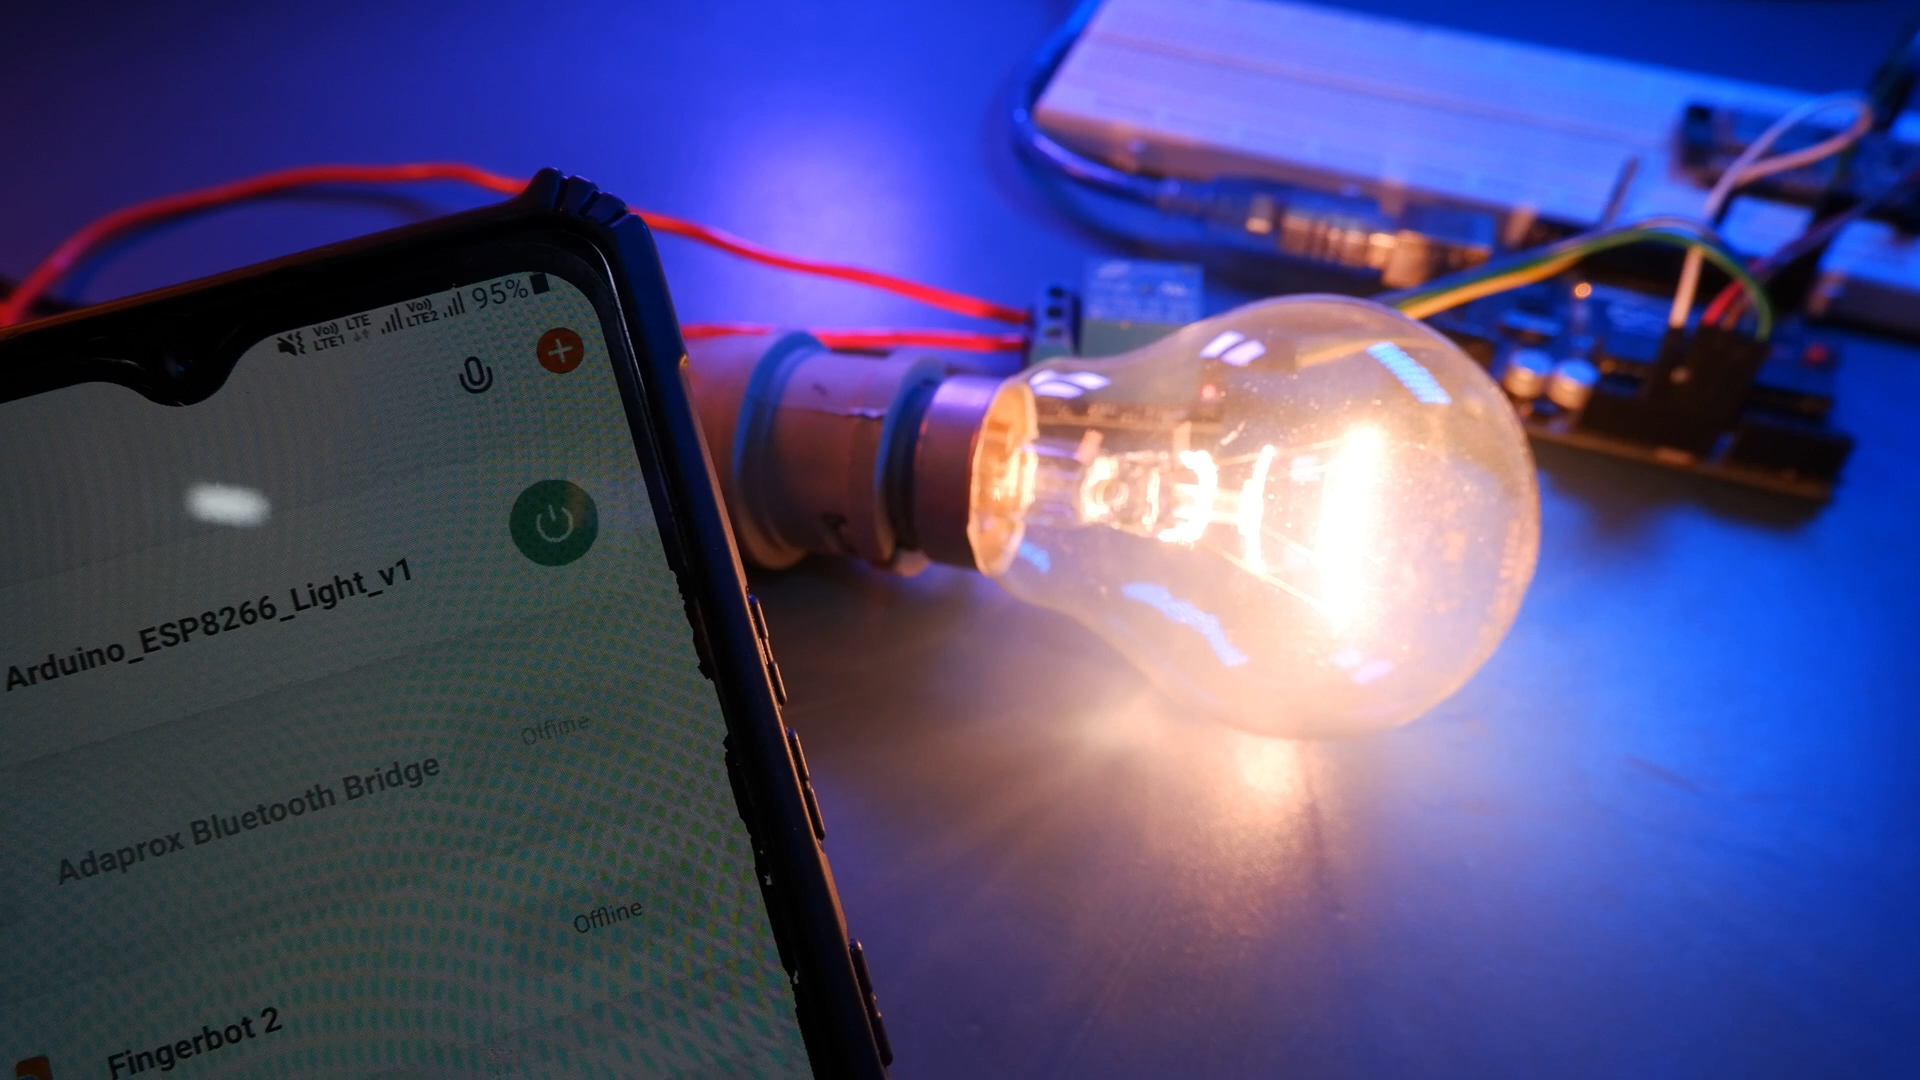 Vo)) LTE Vo)) 95%
LTE1 LTE2
Arduino_ESP8266_Light_v1
Offline
Adaprox Bluetooth Bridge
Offline
Fingerbot 2